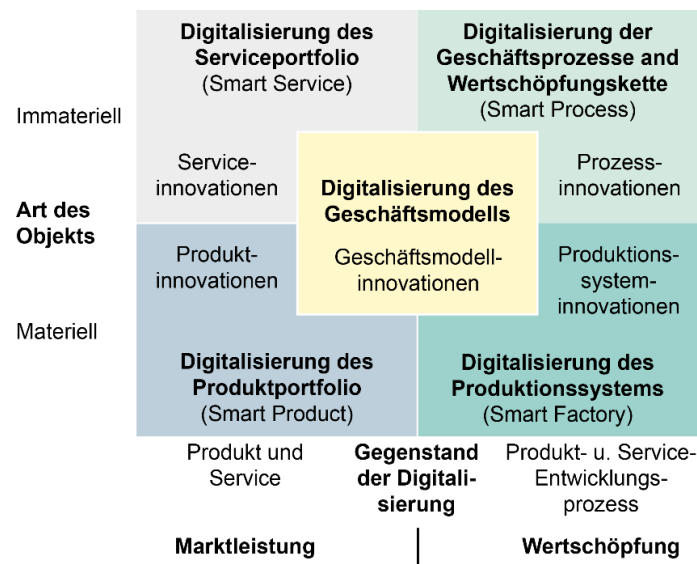 Digitalisierung des
Serviceportfolio
(Smart Service)
Digitalisierung der
Geschäftsprozesse and
Wertschöpfungskette
(Smart Process)
Immateriell
Service-
innovationen
Digitalisierung des
Geschäftsmodells
Geschäftsmodell-
innovationen
Prozess-
innovationen
Art des
Objekts
Produkt-
innovationen
Produktions-
system-
innovationen
Materiell
Digitalisierung des
Produktportfolio
(Smart Product)
Digitalisierung des
Produktionssystems
(Smart Factory)
Produkt und
Service
Gegenstand
der Digitali-
sierung
Produkt- u. Service-
Entwicklungs-
prozess
Marktleistung
Wertschöpfung